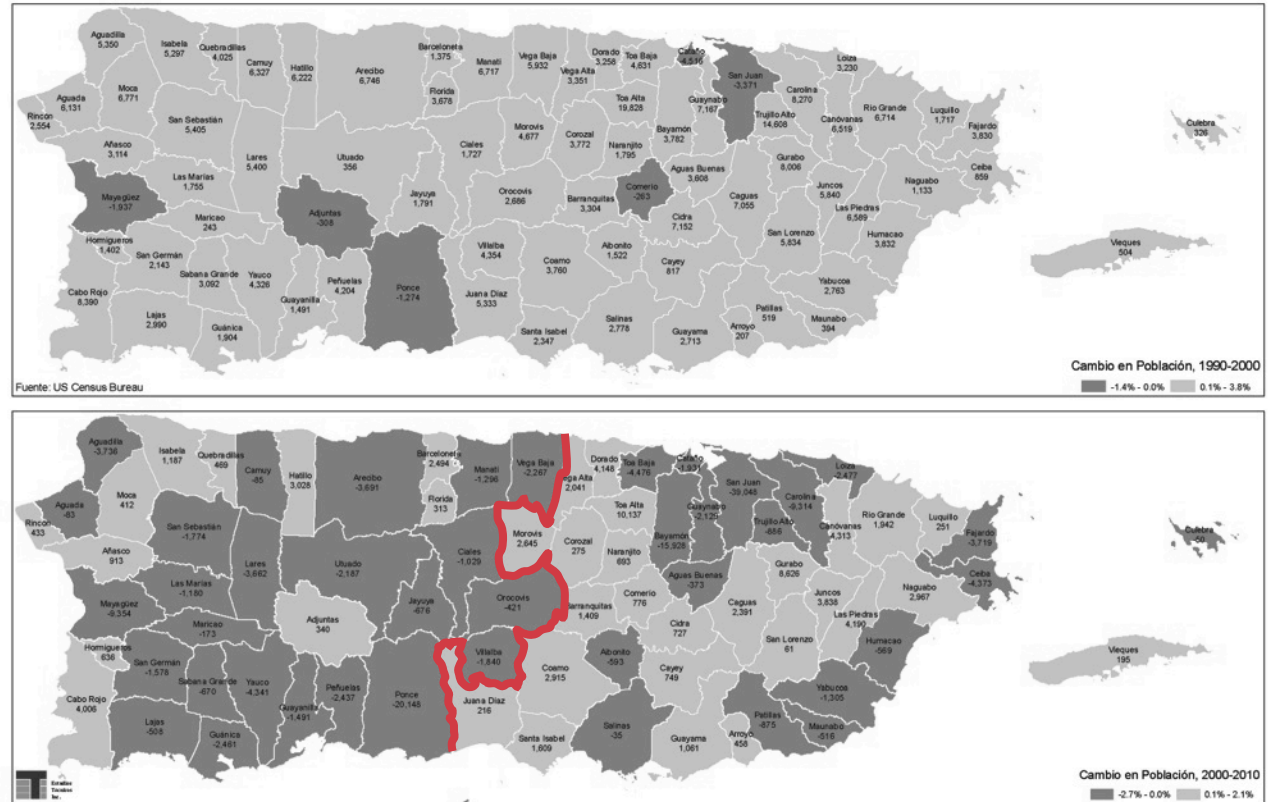 Aguadilla
5,350
Isabela
5,297
Quebradillas
4,025
Camuy
6,327
Hatillo
6,222
Arecibo
6,746
Barceloneta
1,375
Manatí
6,717
Vega Baja
5,932
Vega Alta
3,351
Dorado
3,258
Toa Baja
4,631
Cataño
-4,516
San Juan
-3,371
Loiza
3,230
Carolina
8,270
Rincón
2,554
Aguada
6,131
Moca
6,771
San Sebastián
5,405
Florida
3,678
Toa Alta
19,828
Guaynabo
7,167
Trujillo Alto
14,608
Canóvanas
6,519
Río Grande
6,714
Luquillo
1,717
Fajardo
3,830
Culebra
326
Añasco
3,114
Lares
5,400
Utuado
356
Ciales
1,727
Morovis
4,677
Corozal
3,772
Naranjito
1,795
Bayamón
3,782
Aguas Buenas
3,608
Gurabo
8,006
Juncos
5,840
Naguabo
1,133
Ceiba
859
Mayagüez
-1,937
Las Marías
1,755
Maricao
243
Adjuntas
-308
Jayuya
1,791
Orocovis
2,686
Barranquitas
3,304
Comerío
-263
Cidra
7,152
Caguas
7,055
San Lorenzo
5,834
Las Piedras
6,589
Humacao
3,832
Hormigueros
1,402
San Germán
2,143
Sabana Grande
3,092
Yauco
4,326
Guayanilla
1,491
Peñuelas
4,204
Ponce
-1,274
Villalba
4,354
Juana Díaz
5,333
Coamo
3,760
Aibonito
1,522
Cayey
817
Yabucoa
2,763
Vieques
504
Cabo Rojo
8,390
Lajas
2,990
Guánica
1,904
Santa Isabel
2,347
Salinas
2,778
Guayama
2,713
Arroyo
207
Patillas
519
Maunabo
394
Cambio en Población, 1990-2000
-1.4% - 0.0%
0.1% - 3.8%
Fuente: US Census Bureau
Aguadilla
-3,736
Isabela
1,187
Quebradillas
469
Camuy
-85
Hatillo
3,028
Arecibo
-3,691
Barceloneta
2,494
Manatí
-1,296
Vega Baja
-2,267
Vega Alta
2,041
Dorado
4,148
Toa Baja
-4,476
Cataño
-1,931
San Juan
-39,048
Loiza
-2,477
Carolina
-9,314
Rincón
433
Aguada
-83
Moca
412
San Sebastián
-1,774
Florida
313
Toa Alta
10,137
Guaynabo
-2,129
Trujillo Alto
-886
Canóvanas
4,313
Río Grande
1,942
Luquillo
251
Fajardo
-3,719
Culebra
-50
Añasco
913
Lares
-3,662
Utuado
-2,187
Ciales
-1,029
Morovis
2,645
Corozal
275
Naranjito
693
Bayamón
-15,928
Aguas Buenas
-373
Gurabo
8,626
Juncos
3,838
Naguabo
2,967
Ceiba
-4,373
Mayagüez
-9,354
Las Marías
-1,180
Maricao
-173
Adjuntas
340
Jayuya
-676
Orocovis
-421
Barranquitas
1,409
Comerío
776
Cidra
727
Caguas
2,391
San Lorenzo
61
Las Piedras
4,190
Humacao
-569
Hormigueros
636
San Germán
-1,578
Sabana Grande
-670
Yauco
-4,341
Guayanilla
-1,491
Peñuelas
-2,437
Ponce
-20,148
Villalba
-1,840
Juana Díaz
216
Coamo
2,915
Aibonito
-593
Cayey
749
Yabucoa
-1,305
Vieques
195
Cabo Rojo
4,006
Lajas
-508
Guánica
-2,461
Santa Isabel
1,609
Salinas
-35
Guayama
1,061
Arroyo
458
Patillas
-875
Maunabo
-516
Cambio en Población, 2000-2010
-2.7% - 0.0%
0.1% - 2.1%
Estudios
Técnicos
Inc.